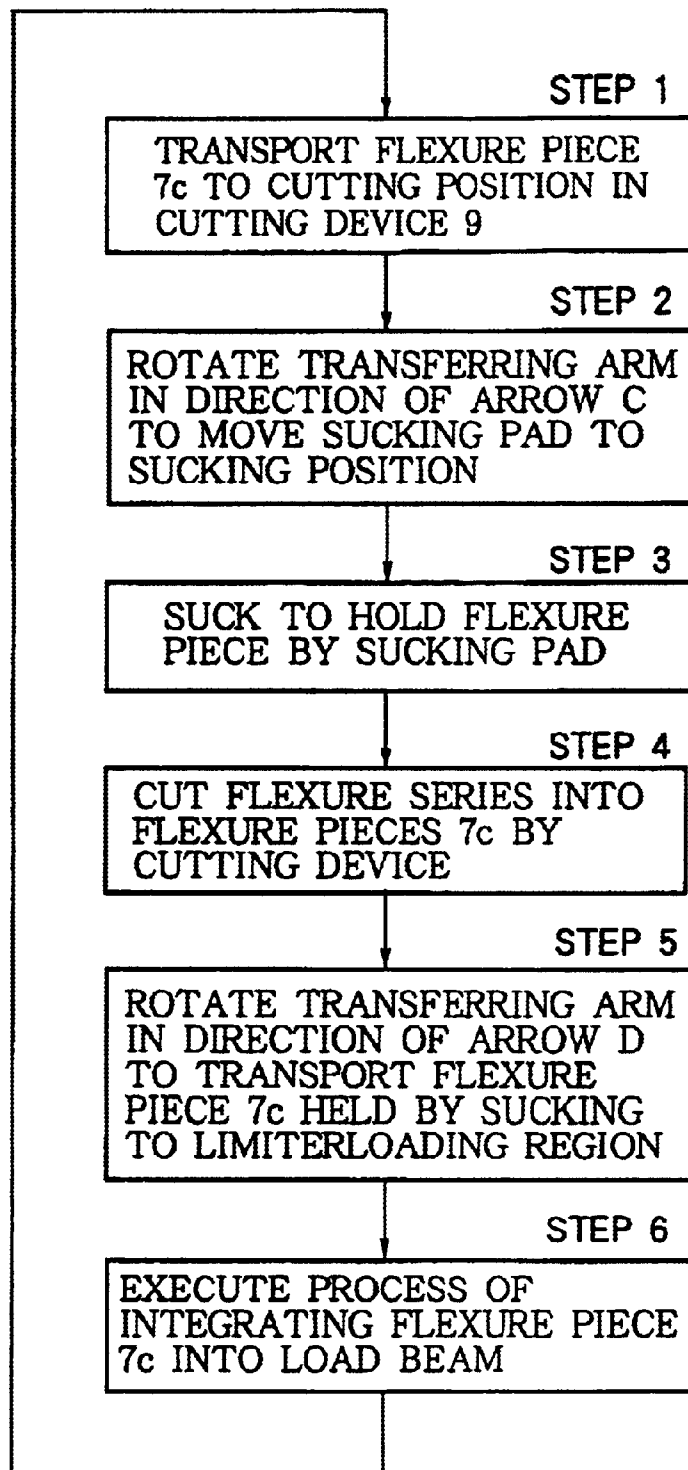 STEP 1
TRANSPORT FLEXURE PIECE
7c TO CUTTING POSITION IN
CUTTING DEVICE 9
STEP 2
ROTATE TRANSFERRING ARM
IN DIRECTION OF ARROW C
TO MOVE SUCKING PAD TO
SUCKING POSITION
STEP 3
SUCK TO HOLD FLEXURE
PIECE BY SUCKING PAD
STEP 4
CUT FLEXURE SERIES INTO
FLEXURE PIECES 7c BY
CUTTING DEVICE
STEP 5
ROTATE TRANSFERRING ARM
IN DIRECTION OF ARROW D
TO TRANSPORT FLEXURE
PIECE 7c HELD BY SUCKING
TO LIMITERLOADING REGION
STEP 6
EXECUTE PROCESS OF
INTEGRATING FLEXURE PIECE
7c INTO LOAD BEAM